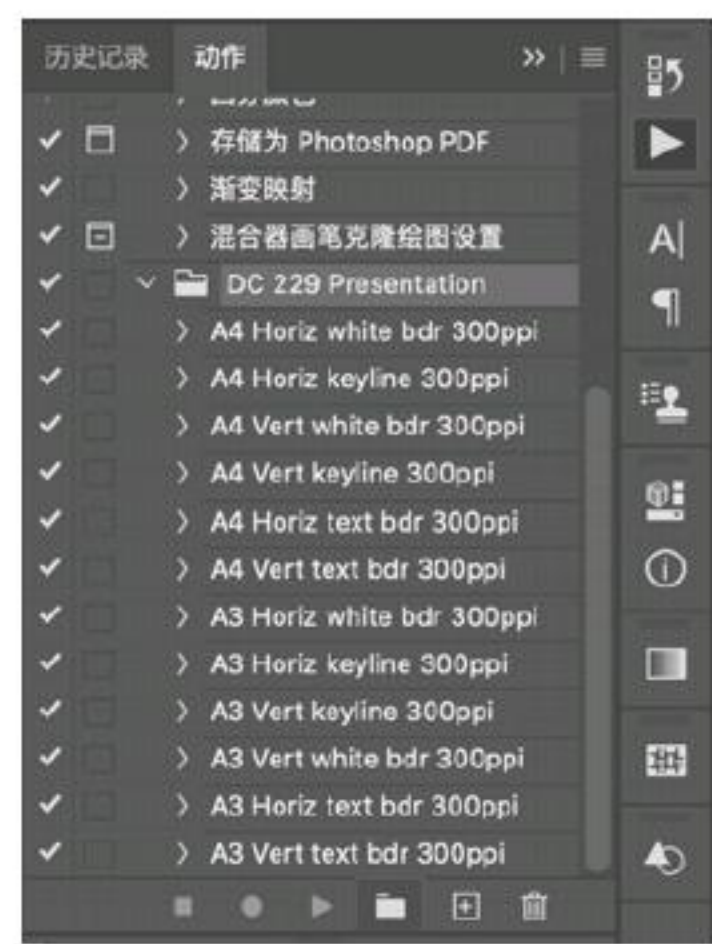 历史记录 动作
存储为 Photoshop PDF
渐变映射
混合器画笔克隆绘图设置
DC 229 Presentation
A4 Horiz white bdr 300ppi
A4 Horiz keyline 300ppi
A4 Vert white bdr 300ppi
A4 Vert keyline 300ppi
A4 Horiz text bdr 300ppi
A4 Vert text bdr 300ppi
A3 Horiz white bdr 300ppi
A3 Horiz keyline 300ppi
A3 Vert keyline 300ppi
A3 Vert white bdr 300ppi
A3 Horiz text bdr 300ppi
A3 Vert text bdr 300ppi